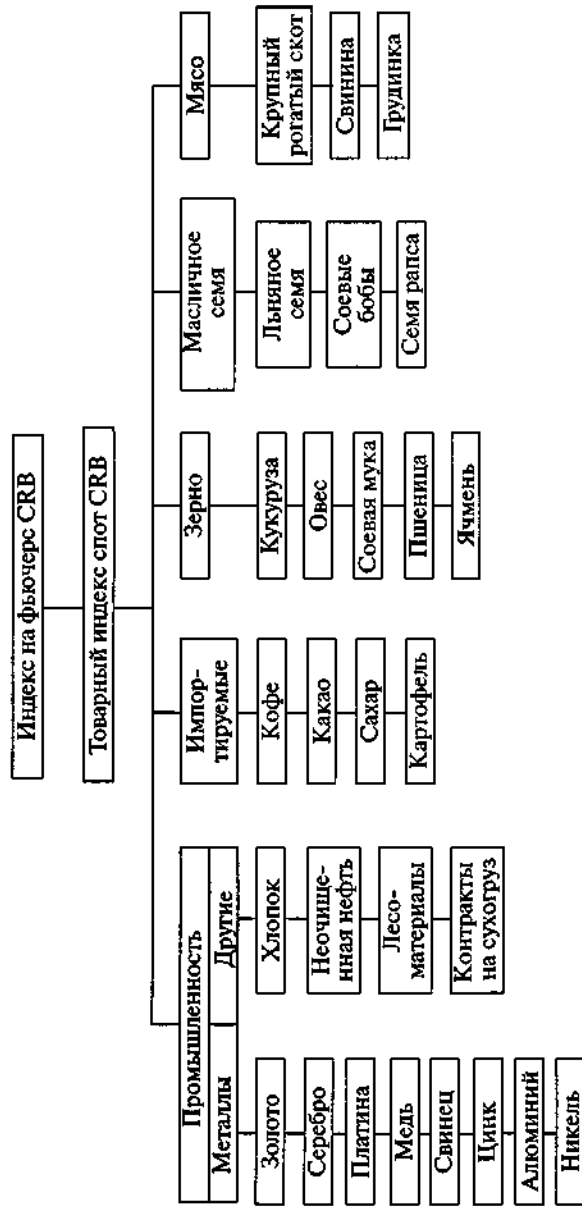 Индекс на фьючерс CRB
Товарный индекс спот CRB
Промышленность
Металлы
Другие
Золото
Серебро
Платина
Медь
Свинец
Цинк
Алюминий
Никель
Хлопок
Неочище-
нная нефть
Лесо-
материалы
Контракты
на сухогруз
Импор-
тируемые
Кофе
Какао
Сахар
Картофель
Зерно
Кукуруза
Овес
Соевая мука
Пшеница
Ячмень
Масличное
семя
Льняное
семя
Соевые
бобы
Семя рапса
Мясо
Крупный
рогатый скот
Свинина
Грудинка